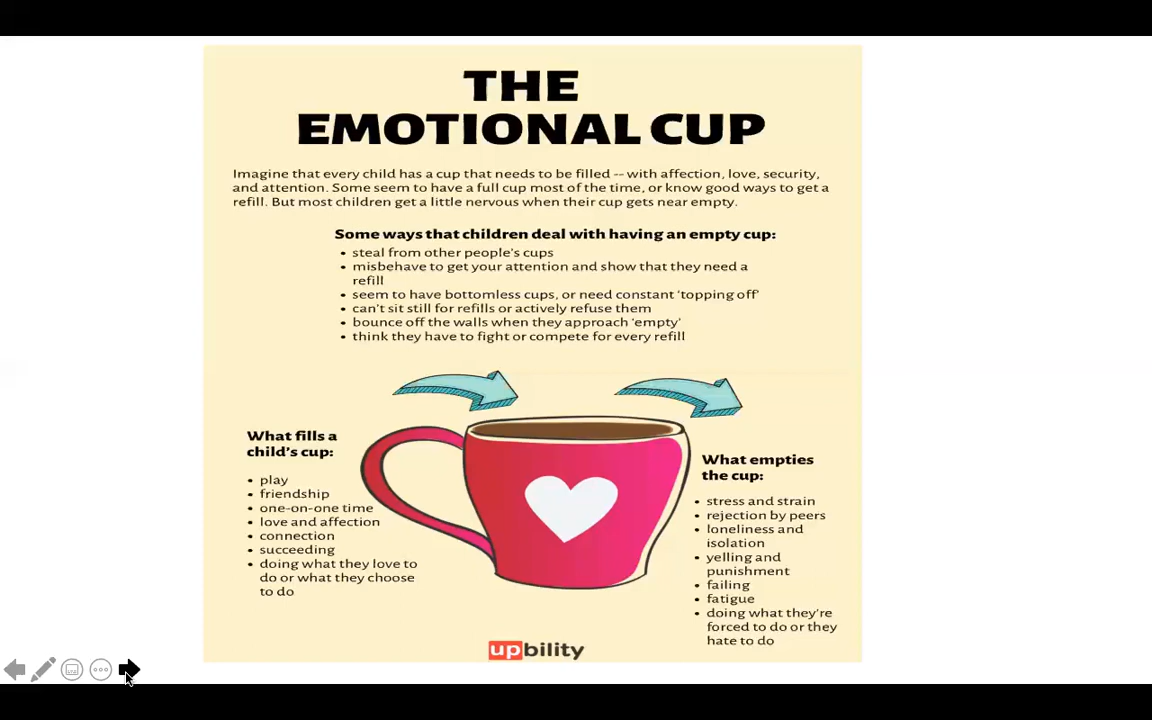 THE
EMOTIONAL CUP
Imagine that every child has a cup that needs to be filled -- with affection, love, security,
and attention. Some seem to have a full cup most of the time, or know good ways to get a
refill. But most children get a little nervous when their cup gets near empty.
Some ways that children deal with having an empty cup:
• steal from other people's cups
• misbehave to get your attention and show that they need a
refill
• seem to have bottomless cups, or need constant 'topping off'
• can't sit still for refills or actively refuse them
• bounce off the walls when they approach 'empty'
• think they have to fight or compete for every refill
What fills a
child's cup:
• play
• friendship
• one-on-one time
• love and affection
• connection
• succeeding
• doing what they love to
do or what they choose
to do
What empties
the cup:
• stress and strain
• rejection by peers
• loneliness and
isolation
• yelling and
punishment
• failing
• fatigue
• doing what they're
forced to do or they
hate to do
upbility